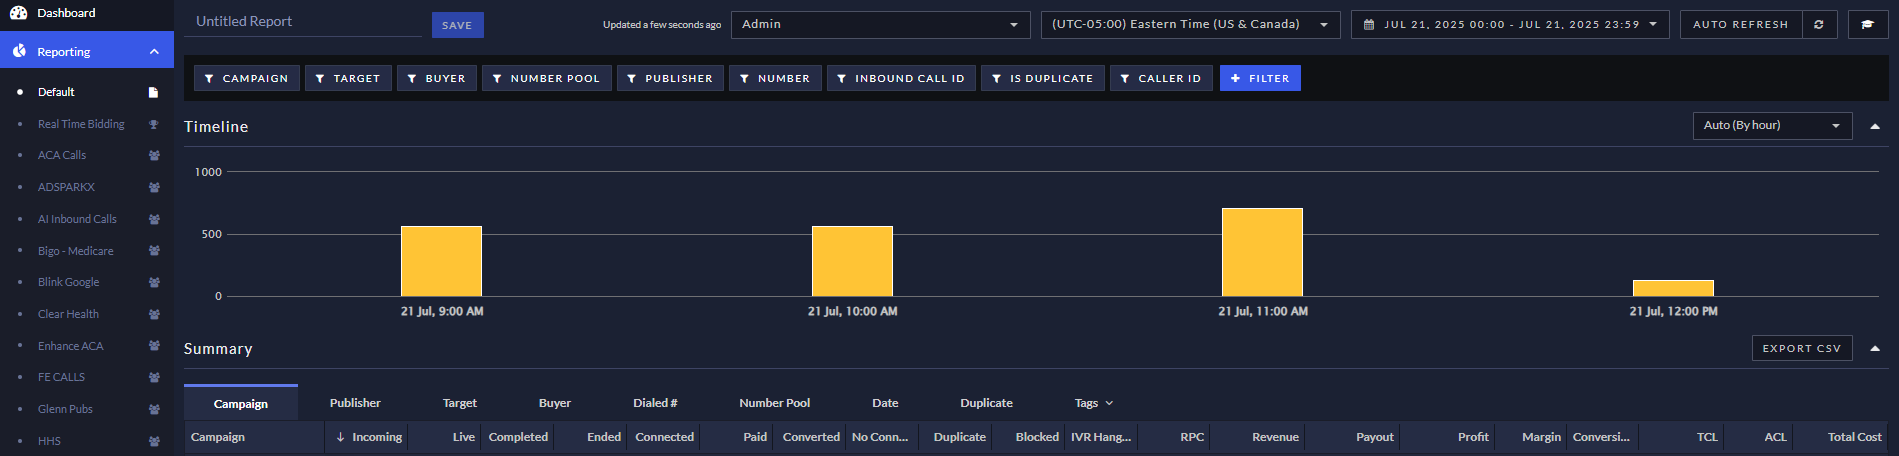 Dashboard
Reporting
Default
Real Time Bidding
ACA Calls
ADSPARKX
AI Inbound Calls
Bigo - Medicare
Blink Google
Clear Health
Enhance ACA
FE CALLS
Glenn Pubs
HHS
Untitled Report SAVE Updated a few seconds ago Admin (UTC-05:00) Eastern Time (US & Canada) JUL 21, 2025 00:00 - JUL 21, 2025 23:59 AUTO REFRESH
CAMPAIGN TARGET BUYER NUMBER POOL PUBLISHER NUMBER INBOUND CALL ID IS DUPLICATE CALLER ID + FILTER
Timeline Auto (By hour)
1000
500
0
21 Jul, 9:00 AM 21 Jul, 10:00 AM 21 Jul, 11:00 AM 21 Jul, 12:00 PM
Summary EXPORT CSV
Campaign Publisher Target Buyer Dialed # Number Pool Date Duplicate Tags
Campaign ↓ Incoming Live Completed Ended Connected Paid Converted No Conn... Duplicate Blocked IVR Hang... RPC Revenue Payout Profit Margin Conversi... TCL ACL Total Cost